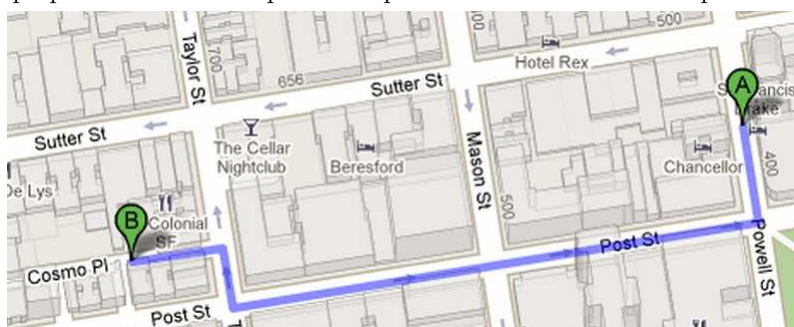 Taylor St
700
656
Sutter St
Sutter St
The Cellar
Nightclub
Beresford
Mason St
500
500
Hotel Rex
Chancellor
A
400
De Lys
Colonial
SF
B
Cosmo Pl
Post St
Post St
Powell St